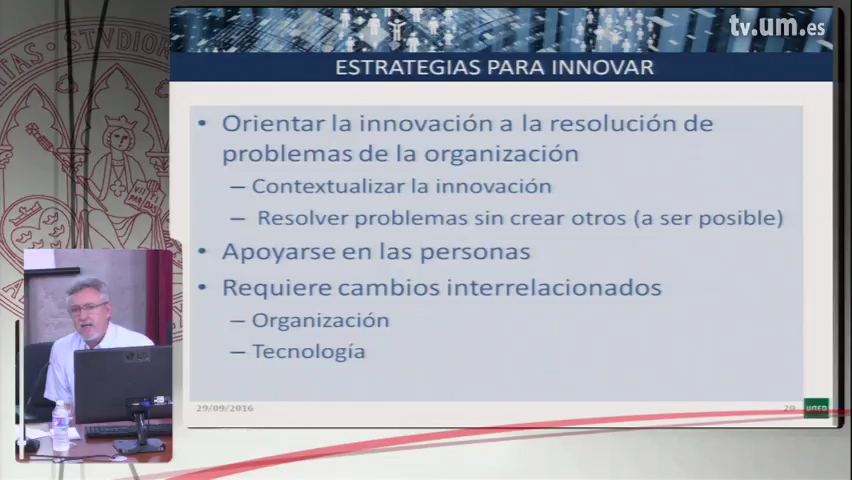 tv.um.es
ESTRATEGIAS PARA INNOVAR
• Orientar la innovación a la resolución de
problemas de la organización
– Contextualizar la innovación
– Resolver problemas sin crear otros (a ser posible)
• Apoyarse en las personas
• Requiere cambios interrelacionados
– Organización
– Tecnología
29/09/2016
20
UNED